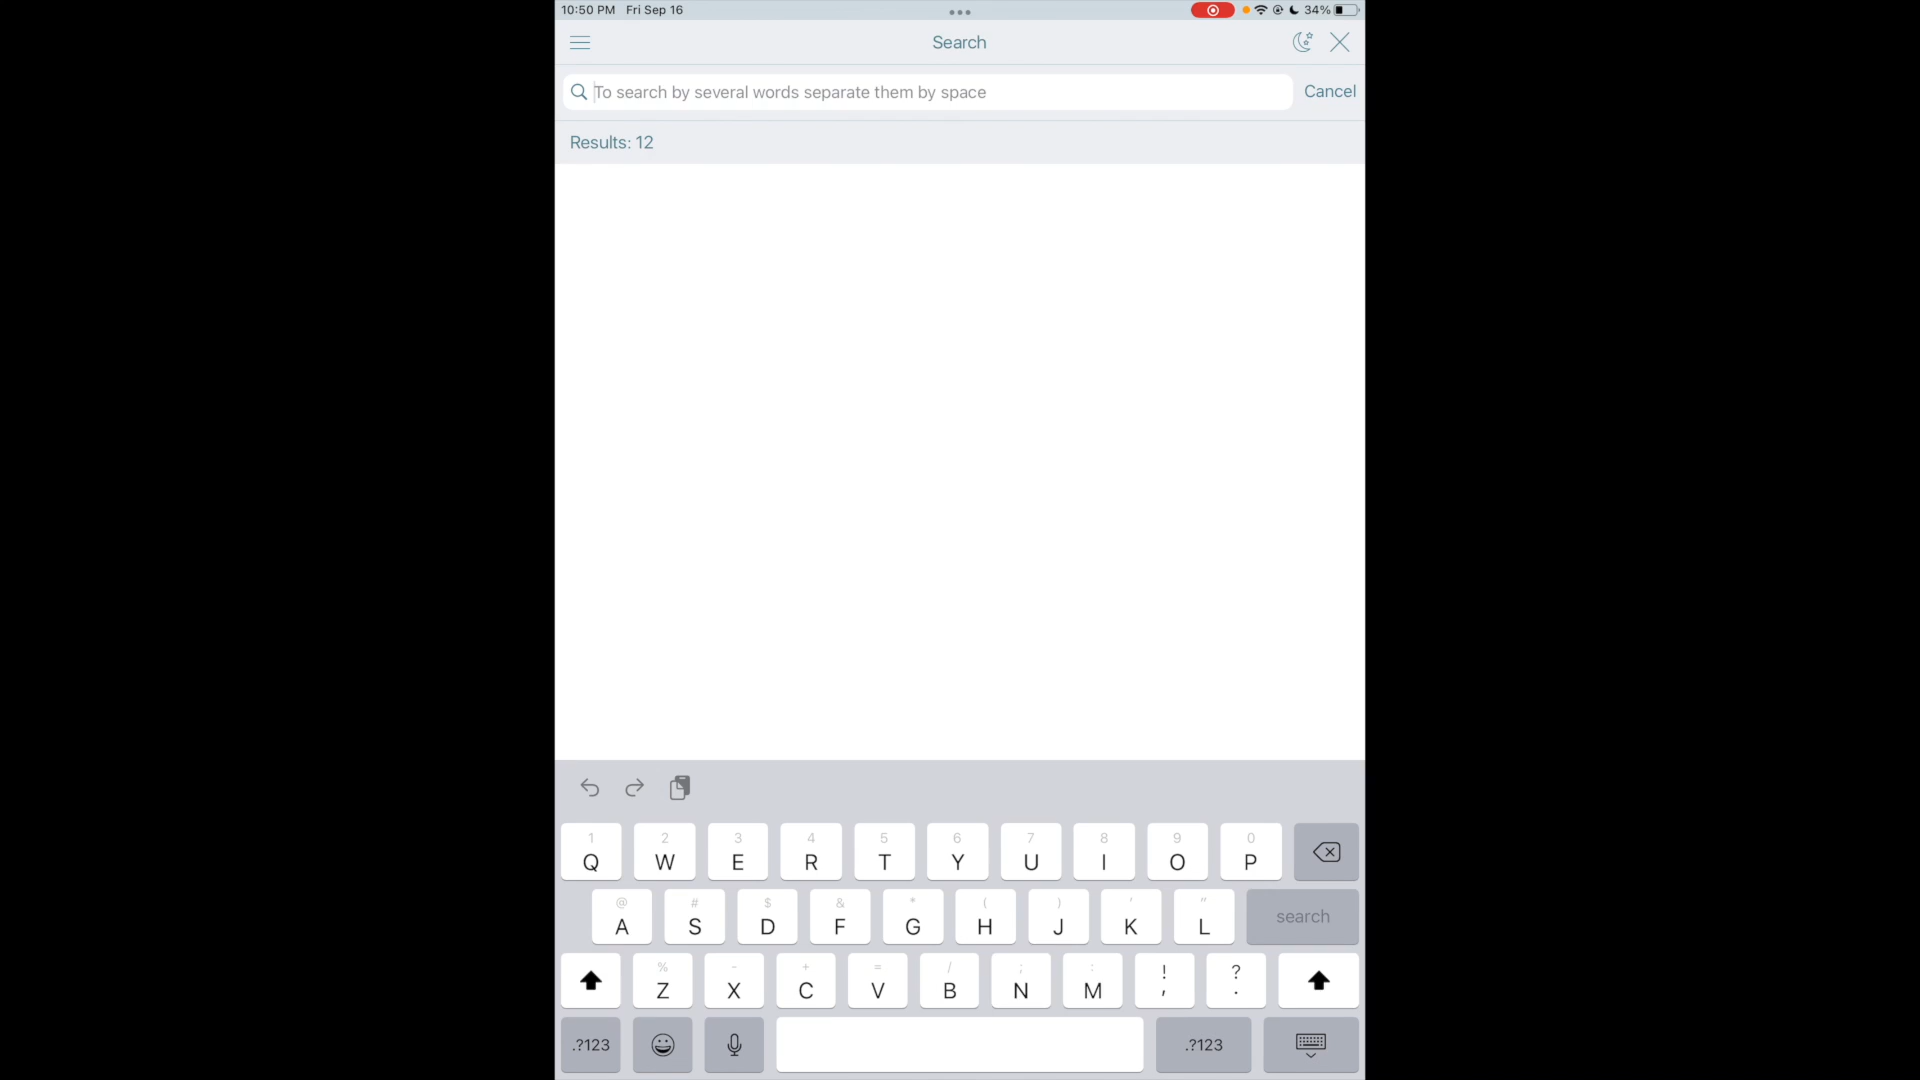 10:50 PM Fri Sep 16
34%
Search
To search by several words separate them by space
Cancel
Results: 12
1 2 3 4 5 6 7 8 9 0
Q W E R T Y U I O P
@ # $ & * ( ) ' "
A S D F G H J K L search
% - + = / ; : ! ?
Z X C V B N M , .
.?123 .?123